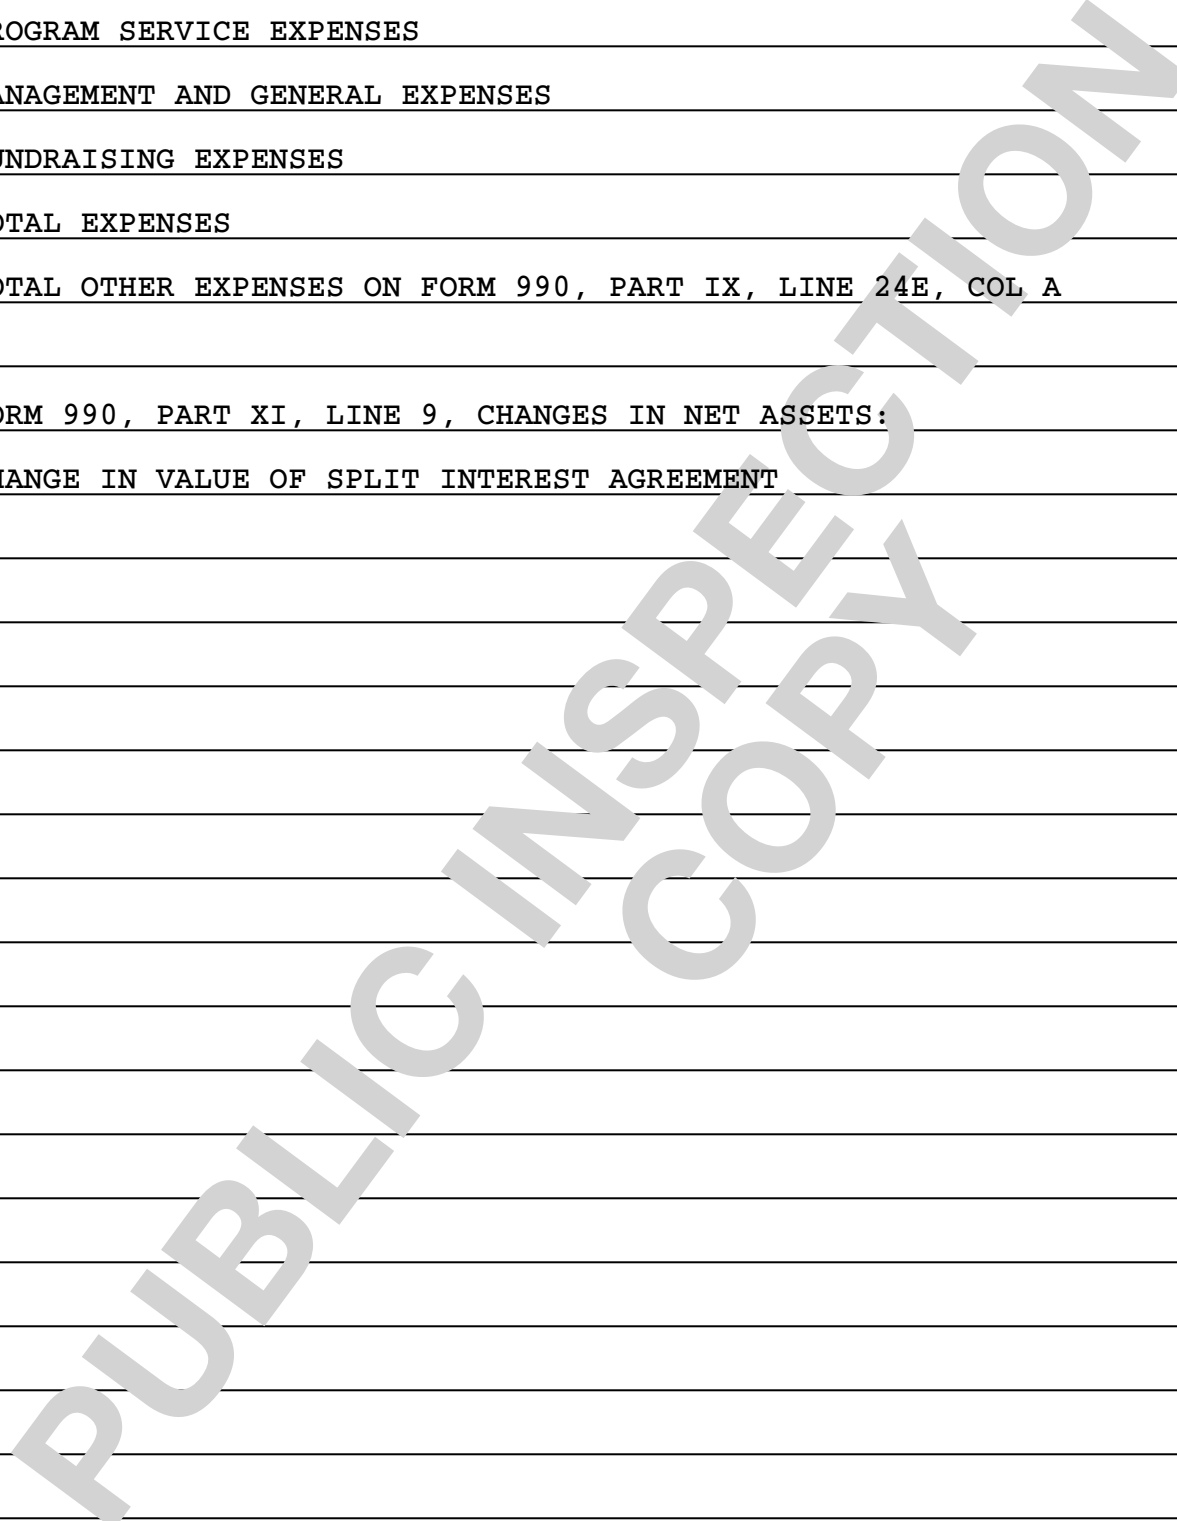 ROGRAM SERVICE EXPENSES
ANAGEMENT AND GENERAL EXPENSES
UNDRAISING EXPENSES
OTAL EXPENSES
OTAL OTHER EXPENSES ON FORM 990, PART IX, LINE 24E, COL A
ORM 990, PART XI, LINE 9, CHANGES IN NET ASSETS:
HANGE IN VALUE OF SPLIT INTEREST AGREEMENT
PUBLIC INSPECTION
COPY